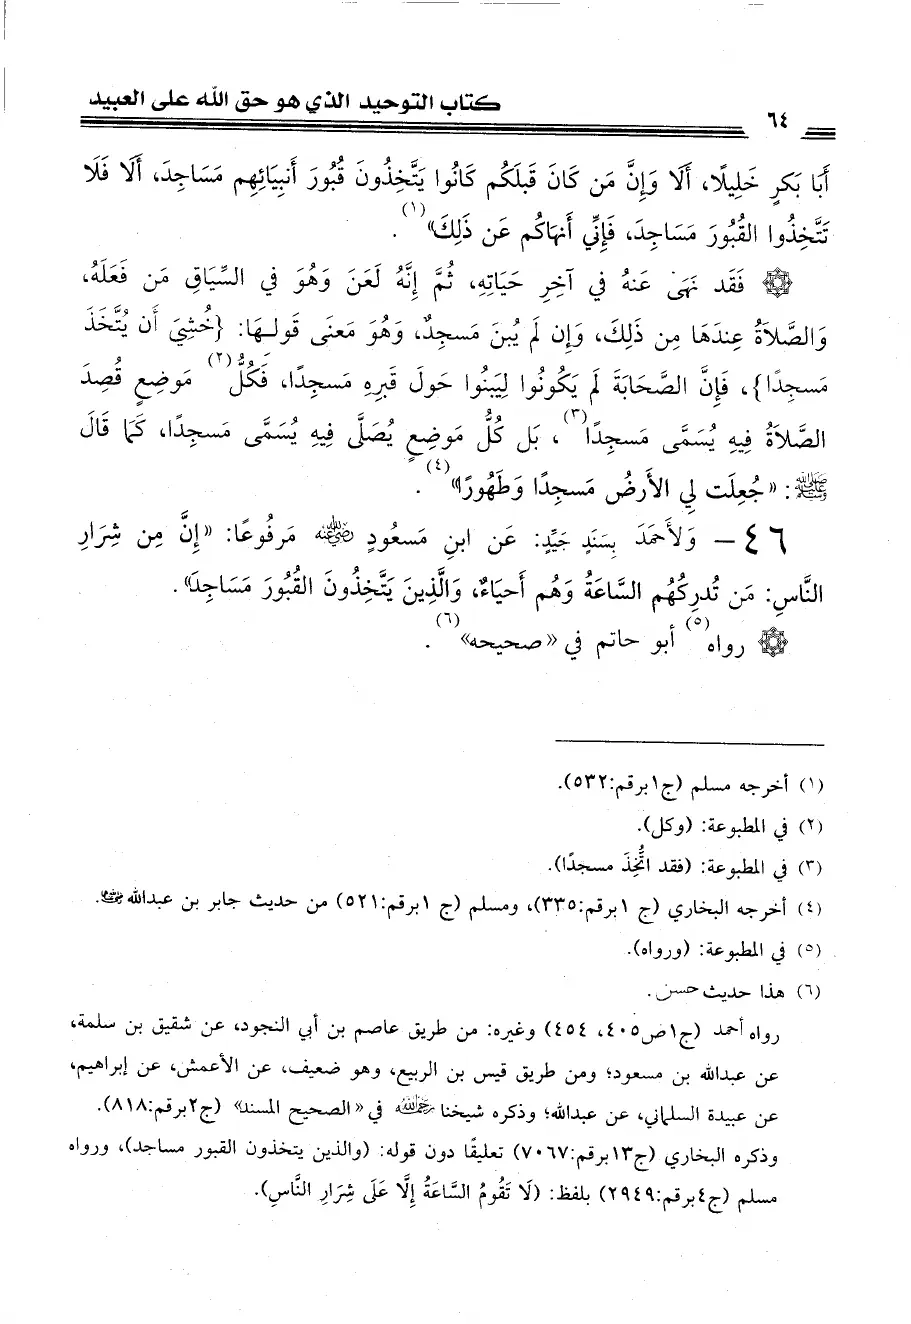 ٦٤ كتاب التوحيد الذي هو حق الله على العبيد
أَبَا بَكرٍ خَلِيلًا، أَلَا وَإِنَّ مَن كَانَ قَبلَكُم كَانُوا يَتَّخِذُونَ قُبُورَ أَنبِيَائِهِم مَسَاجِدَ، أَلَا فَلَا
تَتَّخِذُوا القُبُورَ مَسَاجِدَ، فَإِنِّي أَنهَاكُم عَن ذَلِكَ»(١).
۞ فَقَد نَهَى عَنهُ فِي آخِرِ حَيَاتِهِ، ثُمَّ إِنَّهُ لَعَنَ وَهُوَ فِي السِّيَاقِ مَن فَعَلَهُ،
وَالصَّلَاةُ عِندَهَا مِن ذَلِكَ، وَإِن لَم يُبنَ مَسجِدٌ، وَهُوَ مَعنَى قَولِهَا: {خُشِيَ أَن يُتَّخَذَ
مَسجِدًا}، فَإِنَّ الصَّحَابَةَ لَم يَكُونُوا لِيَبنُوا حَولَ قَبرِهِ مَسجِدًا، فَكُلُّ(٢) مَوضِعٍ قُصِدَ
الصَّلَاةُ فِيهِ يُسَمَّى مَسجِدًا(٣)، بَل كُلُّ مَوضِعٍ يُصَلَّى فِيهِ يُسَمَّى مَسجِدًا، كَمَا قَالَ
ﷺ: «جُعِلَت لِي الأَرضُ مَسجِدًا وَطَهُورًا»(٤).
٤٦ – وَلأَحمَدَ بِسَنَدٍ جَيِّدٍ: عَن ابنِ مَسعُودٍ رضي الله عنه مَرفُوعًا: «إِنَّ مِن شِرَارِ
النَّاسِ: مَن تُدرِكُهُم السَّاعَةُ وَهُم أَحيَاءٌ، وَالَّذِينَ يَتَّخِذُونَ القُبُورَ مَسَاجِدَ».
۞ رواه(٥) أبو حاتم في «صحيحه»(٦).
(١) أخرجه مسلم (ج١برقم:٥٣٢).
(٢) في المطبوعة: (وكل).
(٣) في المطبوعة: (فقد اتُّخِذَ مسجدًا).
(٤) أخرجه البخاري (ج ١برقم:٣٣٥)، ومسلم (ج ١برقم:٥٢١) من حديث جابر بن عبدالله رضي الله عنهما.
(٥) في المطبوعة: (ورواه).
(٦) هذا حديث حسن.
رواه أحمد (ج١ص٤٠٥، ٤٥٤) وغيره: من طريق عاصم بن أبي النجود، عن شقيق بن سلمة،
عن عبدالله بن مسعود؛ ومن طريق قيس بن الربيع، وهو ضعيف، عن الأعمش، عن إبراهيم،
عن عبيدة السلماني، عن عبدالله؛ وذكره شيخنا رحمه الله في «الصحيح المسند» (ج٢برقم:٨١٨).
وذكره البخاري (ج١٣برقم:٧٠٦٧) تعليقًا دون قوله: (والذين يتخذون القبور مساجد)، ورواه
مسلم (ج٤برقم:٢٩٤٩) بلفظ: (لَا تَقُومُ السَّاعَةُ إِلَّا عَلَى شِرَارِ النَّاسِ).